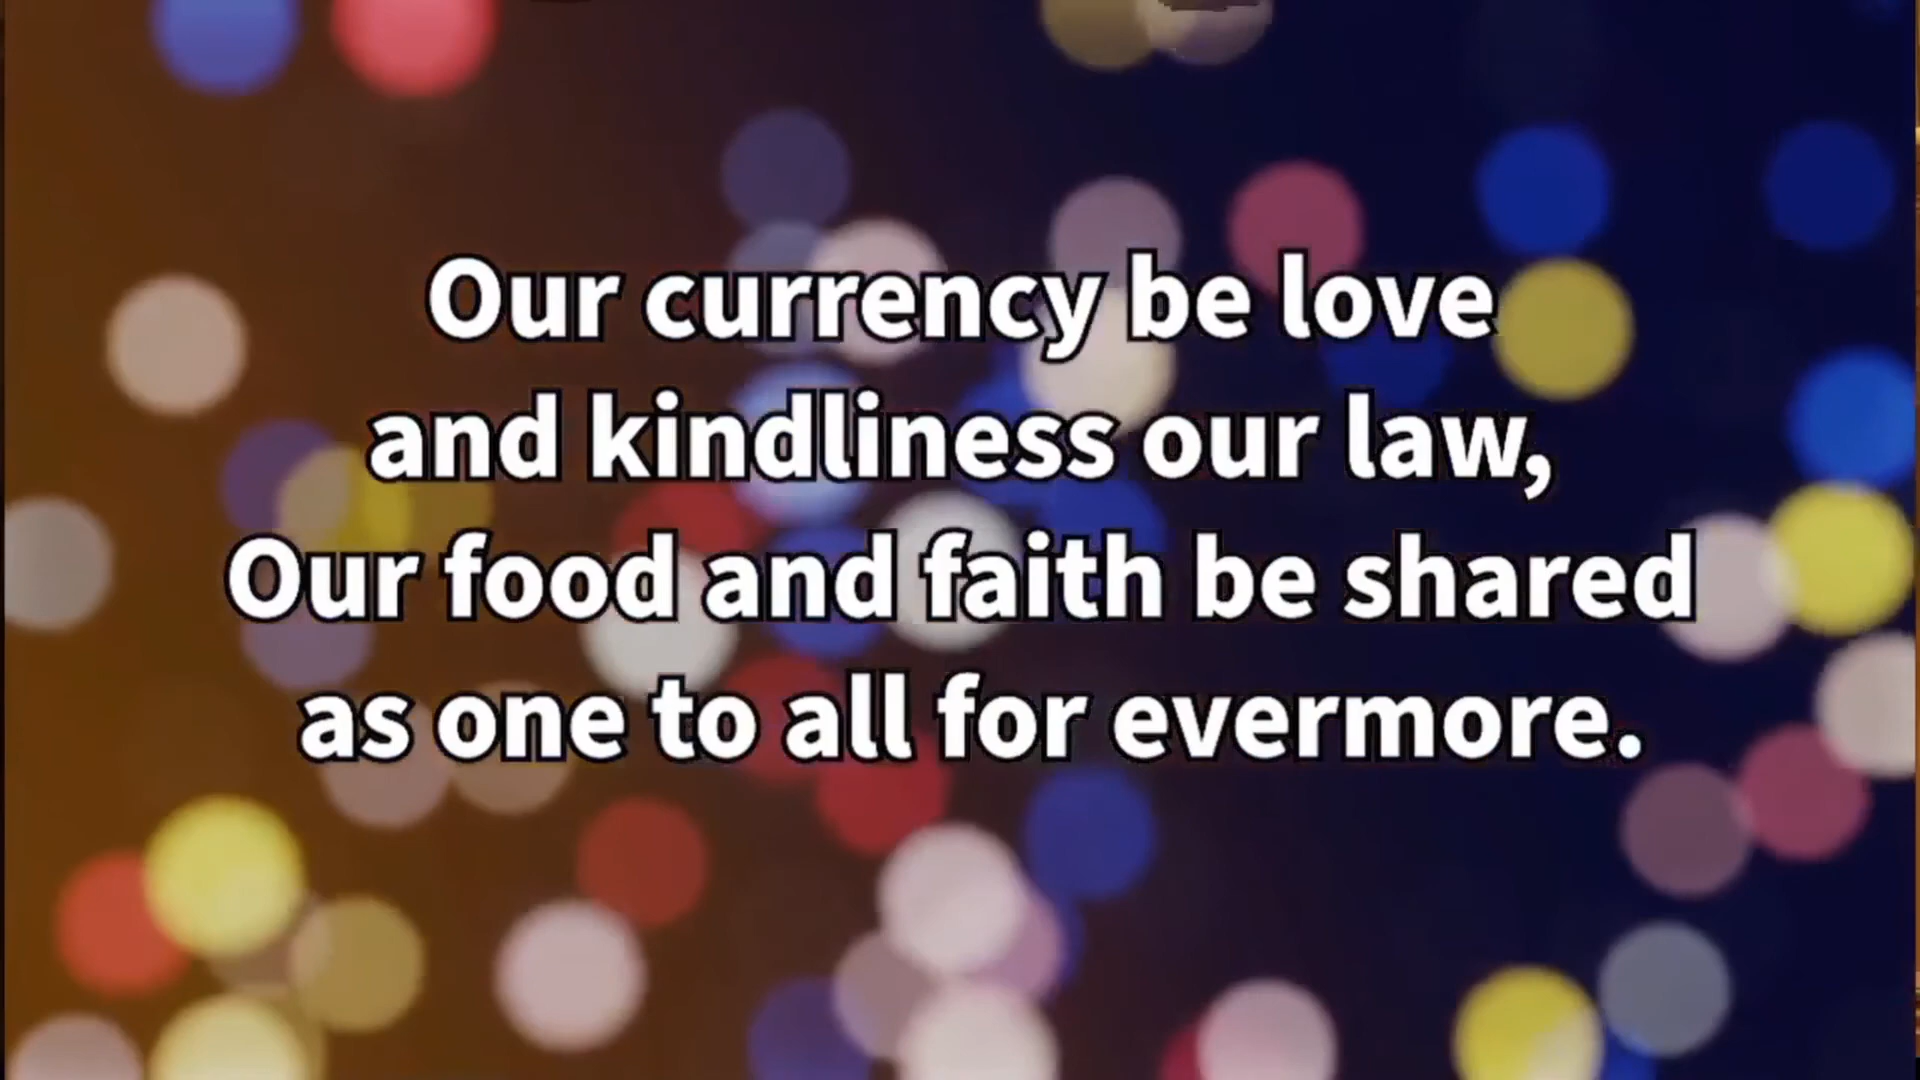 Our currency be love
and kindliness our law,
Our food and faith be shared
as one to all for evermore.